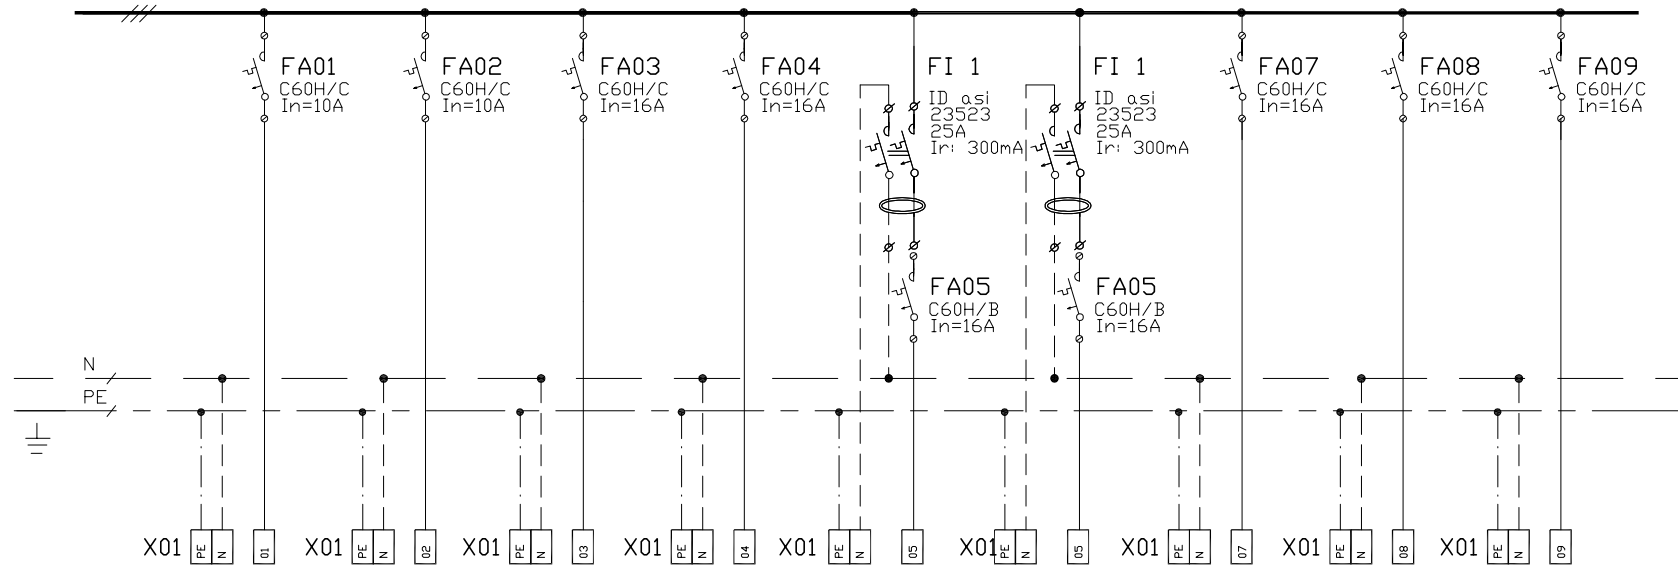 FA01
C60H/C
In=10A
FA02
C60H/C
In=10A
FA03
C60H/C
In=16A
FA04
C60H/C
In=16A
FI 1
ID asi
23523
25A
Ir: 300mA
FA05
C60H/B
In=16A
FI 1
ID asi
23523
25A
Ir: 300mA
FA05
C60H/B
In=16A
FA07
C60H/C
In=16A
FA08
C60H/C
In=16A
FA09
C60H/C
In=16A
N
PE
X01 PE N 01
X01 PE N 02
X01 PE N 03
X01 PE N 04
X01 PE N 05
X01 PE N 05
X01 PE N 07
X01 PE N 08
X01 PE N 09